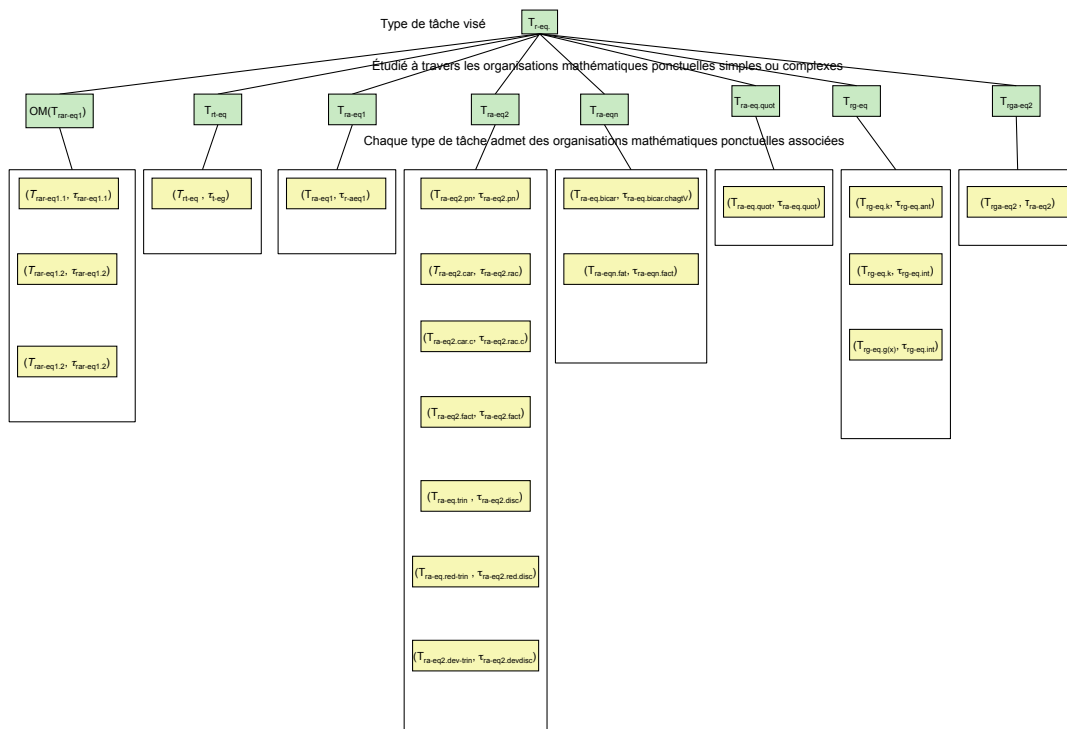 Type de tâche visé
T_r-eq.
Étudié à travers les organisations mathématiques ponctuelles simples ou complexes
OM(T_rar-eq1)
T_rt-eq
T_ra-eq1
T_ra-eq2
T_ra-eqn
T_ra-eq.quot
T_rg-eq
T_rga-eq2
Chaque type de tâche admet des organisations mathématiques ponctuelles associées
(T_rar-eq1.1, τ_rar-eq1.1)
(T_rar-eq1.2, τ_rar-eq1.2)
(T_rar-eq1.2, τ_rar-eq1.2)
(T_rt-eq , τ_t-eg)
(T_ra-eq1, τ_r-aeq1)
(T_ra-eq2.pn, τ_ra-eq2.pn)
(T_ra-eq2.car, τ_ra-eq2.rac)
(T_ra-eq2.car.c, τ_ra-eq2.rac.c)
(T_ra-eq2.fact, τ_ra-eq2.fact)
(T_ra-eq.trin , τ_ra-eq2.disc)
(T_ra-eq.red-trin , τ_ra-eq2.red.disc)
(T_ra-eq2.dev-trin, τ_ra-eq2.devdisc)
(T_ra-eq.bicar, τ_ra-eq.bicar.chagtV)
(T_ra-eqn.fat, τ_ra-eqn.fact)
(T_ra-eq.quot, τ_ra-eq.quot)
(T_rg-eq.k, τ_rg-eq.ant)
(T_rg-eq.k, τ_rg-eq.int)
(T_rg-eq.g(x), τ_rg-eq.int)
(T_rga-eq2 , τ_ra-eq2)